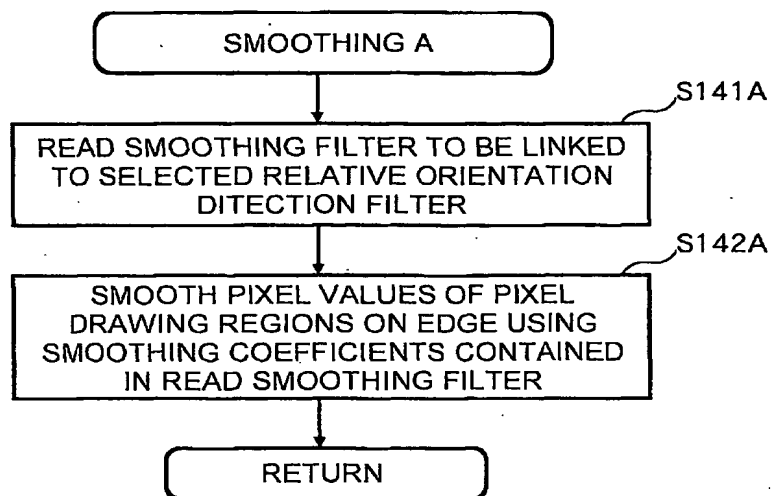 SMOOTHING A
S141A
READ SMOOTHING FILTER TO BE LINKED
TO SELECTED RELATIVE ORIENTATION
DITECTION FILTER
S142A
SMOOTH PIXEL VALUES OF PIXEL
DRAWING REGIONS ON EDGE USING
SMOOTHING COEFFICIENTS CONTAINED
IN READ SMOOTHING FILTER
RETURN